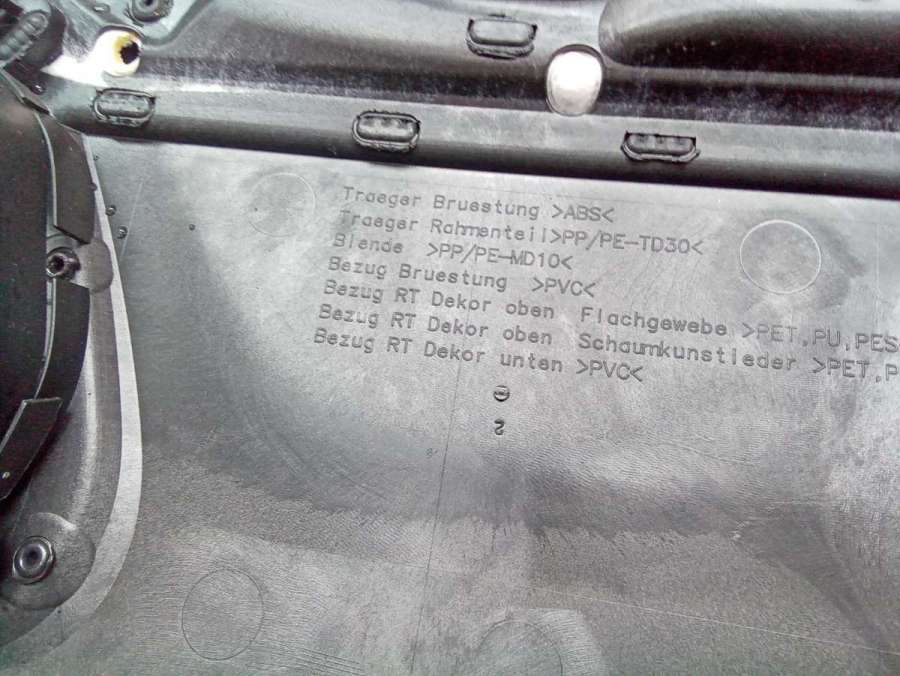 Traeger Bruestung >ABS<
Traeger Rahmenteil>PP/PE-TD30<
Blende >PP/PE-MD10<
Bezug Bruestung >PVC<
Bezug RT Dekor oben Flachgewebe >PET,PU,PES
Bezug RT Dekor oben Schaumkunstleder >PET,P
Bezug RT Dekor unten >PVC<
2